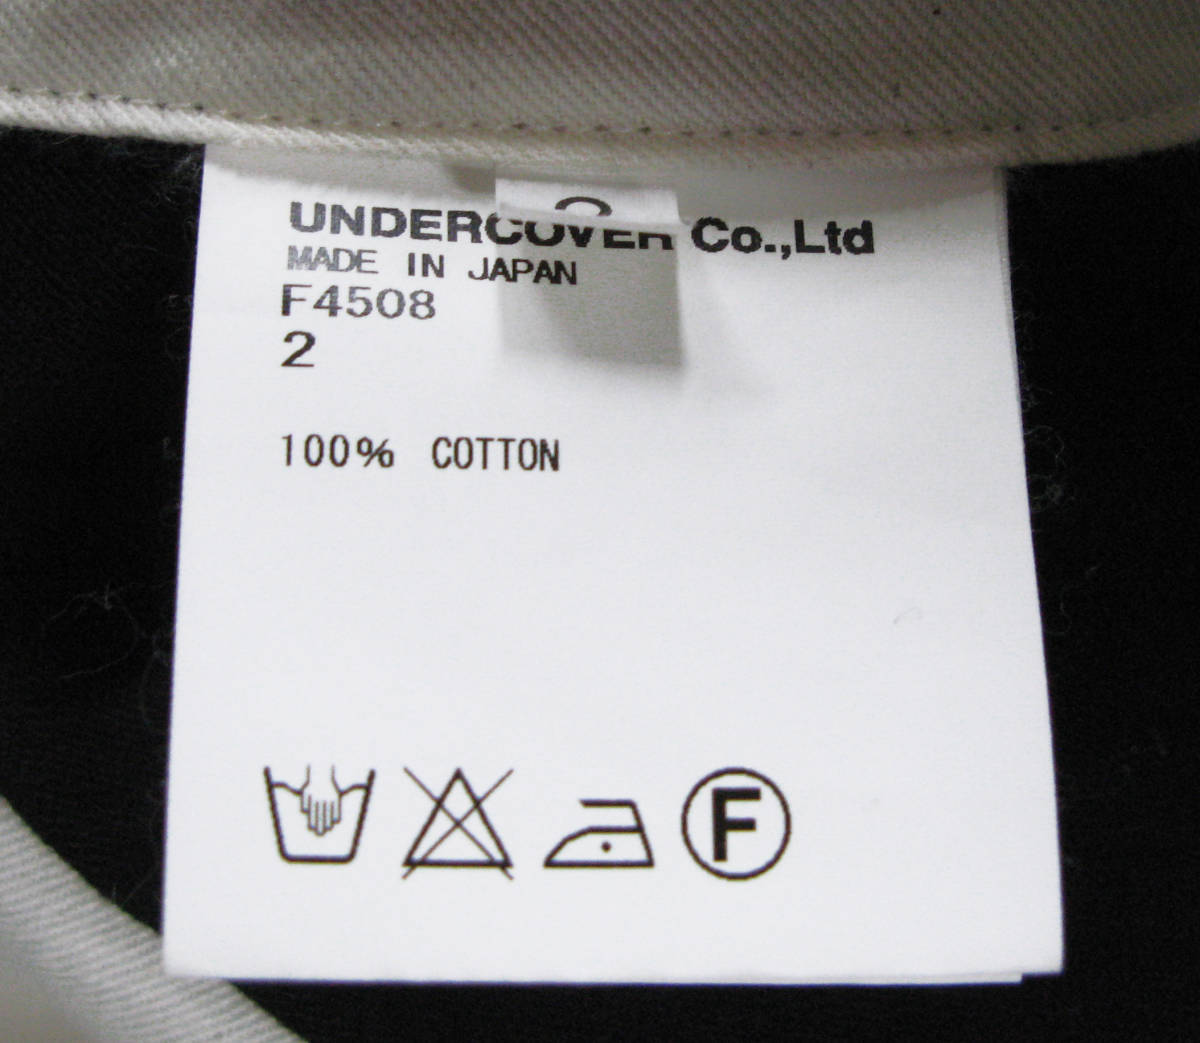 UNDERCOVER Co.,Ltd
MADE IN JAPAN
F4508
2
100% COTTON
F